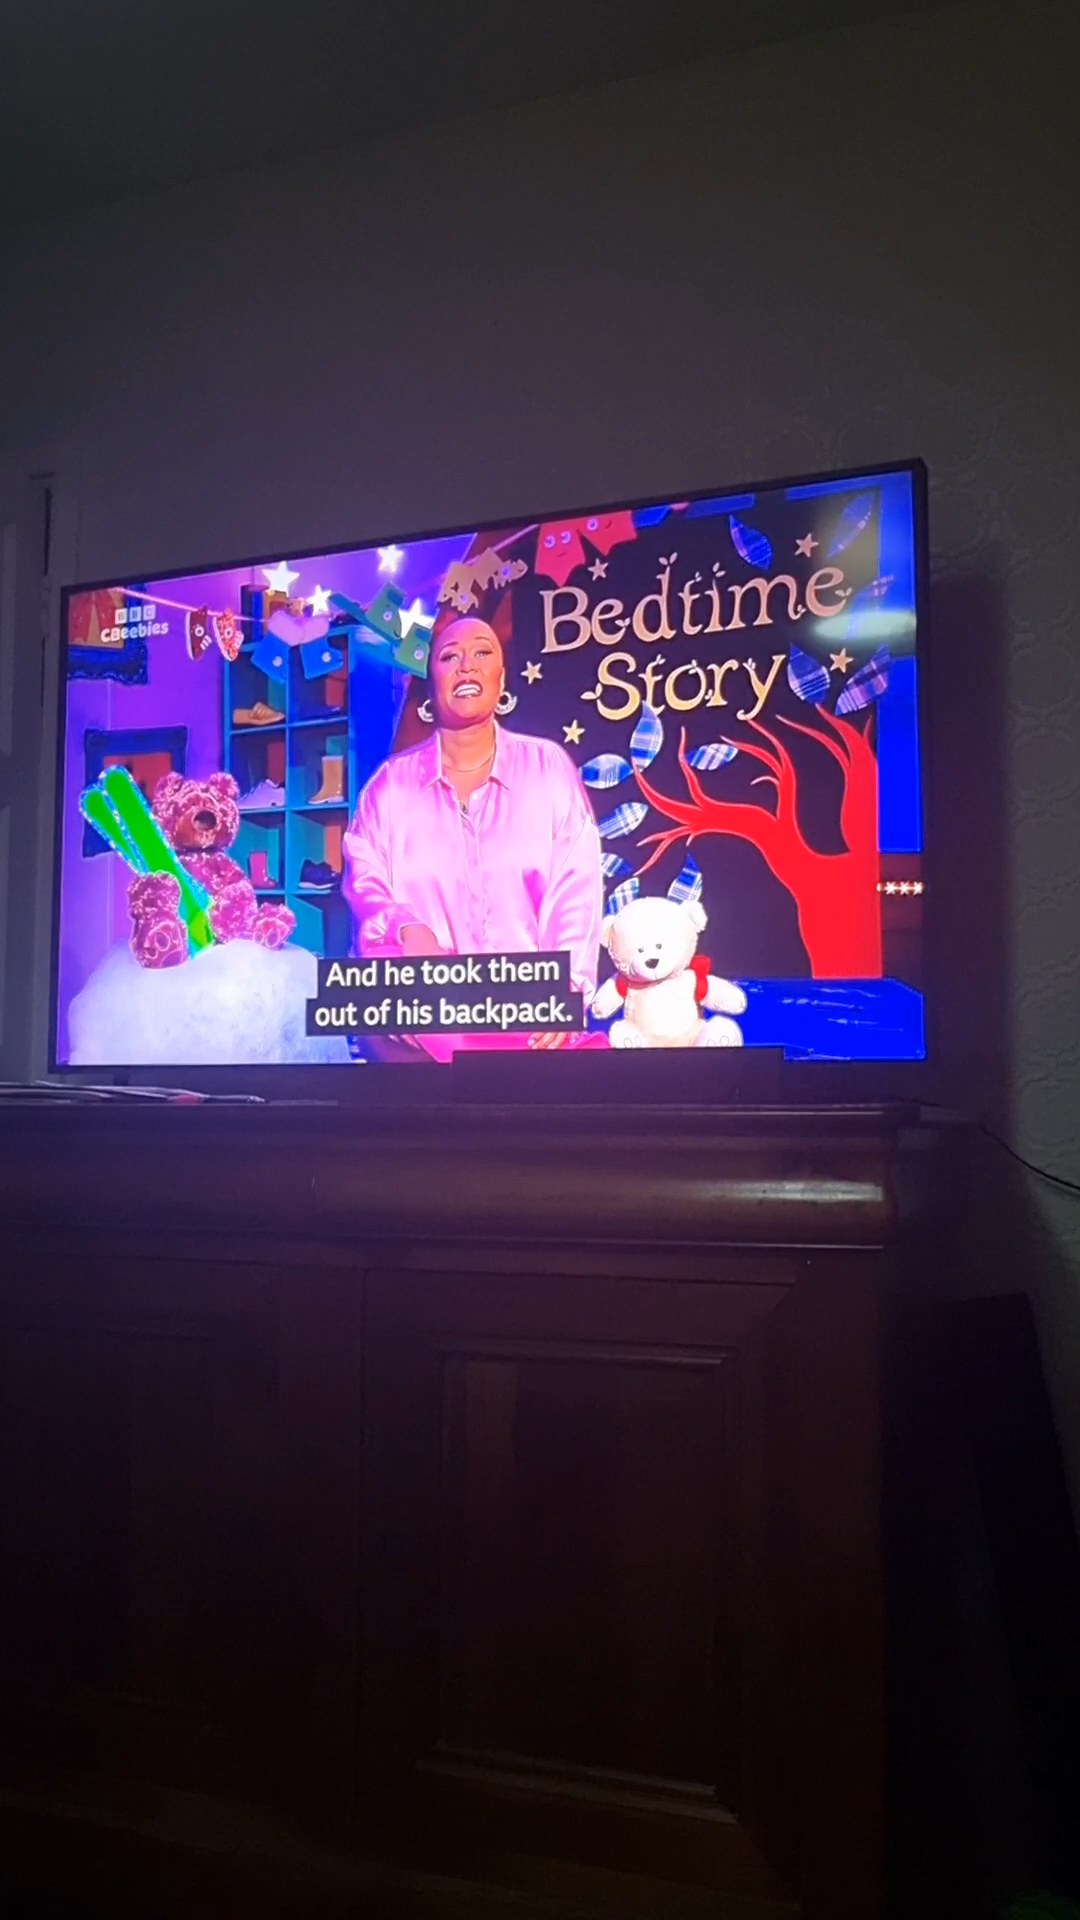 BBC
CBeebies
Bedtime
Story
And he took them
out of his backpack.